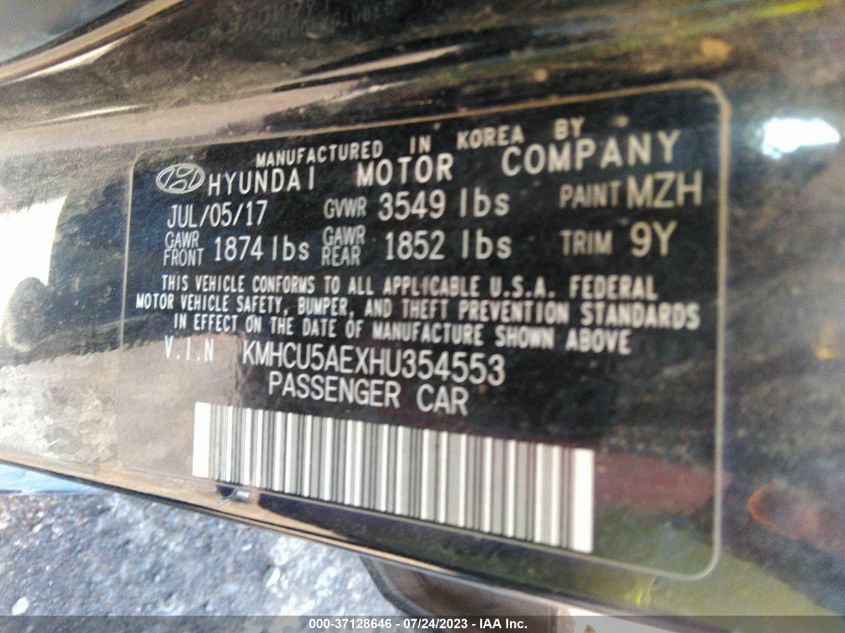 MANUFACTURED IN KOREA BY
HYUNDAI MOTOR COMPANY
JUL/05/17 GVWR 3549 lbs PAINT MZH
GAWR FRONT 1874 lbs GAWR REAR 1852 lbs TRIM 9Y
THIS VEHICLE CONFORMS TO ALL APPLICABLE U.S.A. FEDERAL
MOTOR VEHICLE SAFETY, BUMPER, AND THEFT PREVENTION STANDARDS
IN EFFECT ON THE DATE OF MANUFACTURE SHOWN ABOVE
V.I.N KMHCU5AEXHU354553
PASSENGER CAR
000-37128646 - 07/24/2023 - IAA Inc.